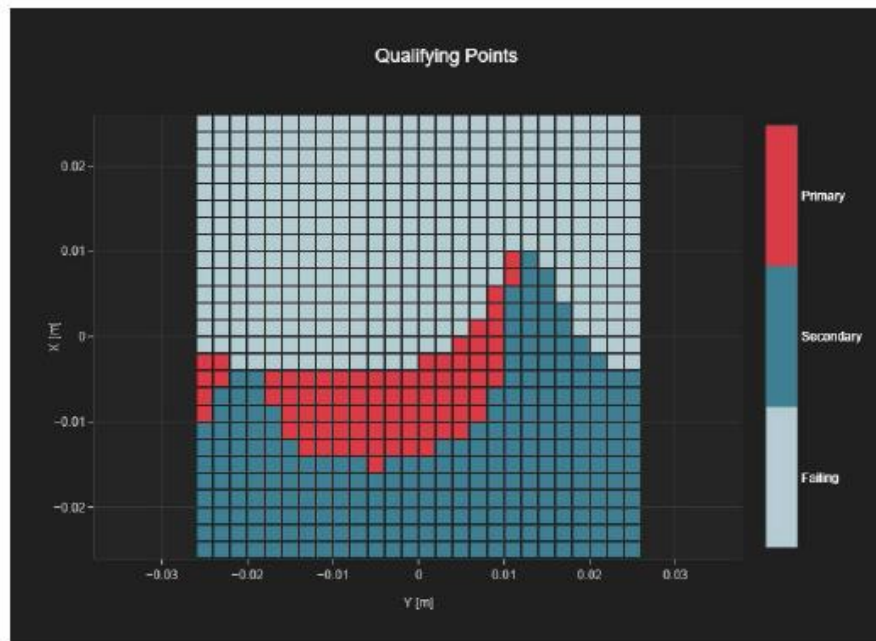 Qualifying Points
0.02
0.01
0
−0.01
−0.02
X [m]
−0.03
−0.02
−0.01
0
0.01
0.02
0.03
Y [m]
Primary
Secondary
Failing